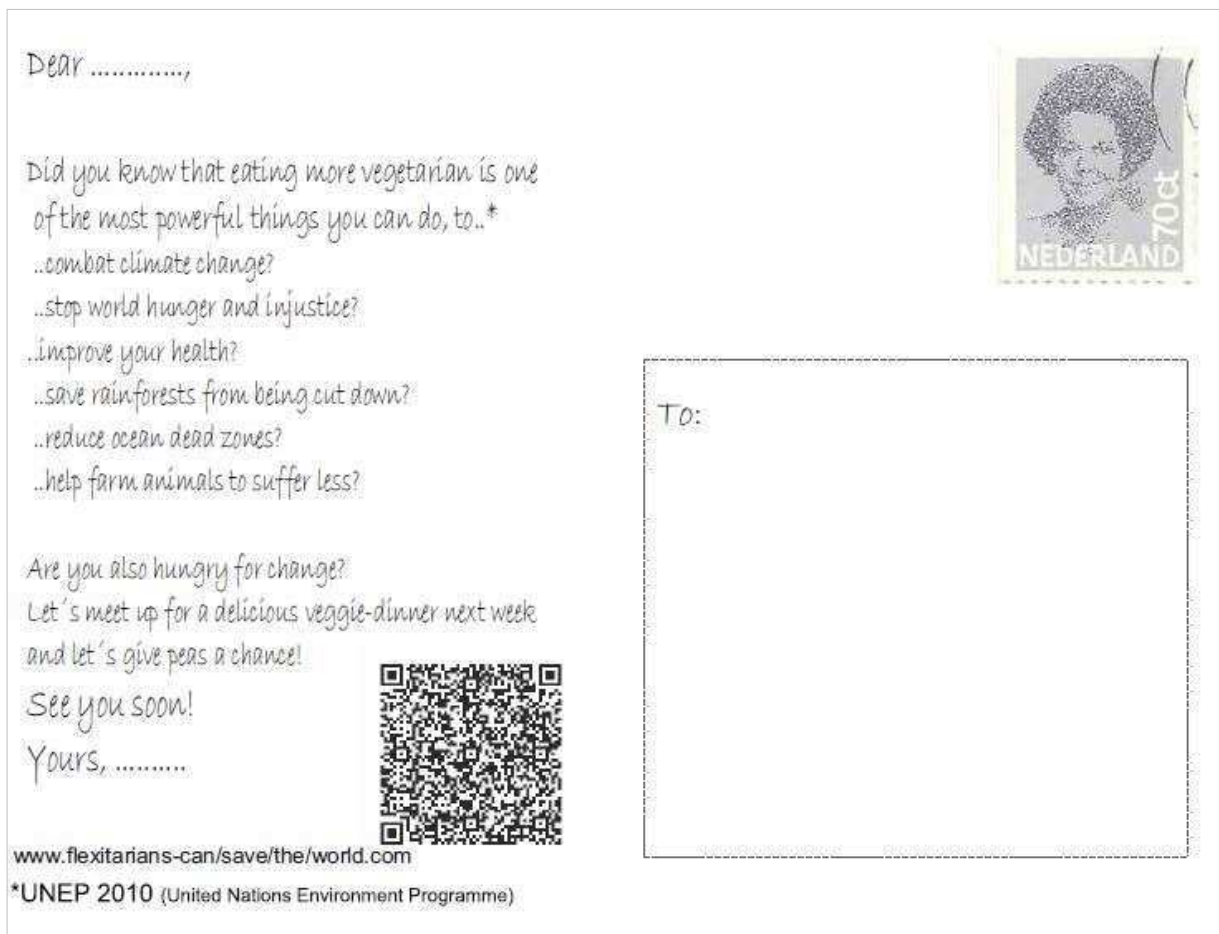 Dear .............,
Did you know that eating more vegetarian is one
of the most powerful things you can do, to..*
..combat climate change?
..stop world hunger and injustice?
..improve your health?
..save rainforests from being cut down?
..reduce ocean dead zones?
..help farm animals to suffer less?
Are you also hungry for change?
Let´s meet up for a delicious veggie-dinner next week
and let´s give peas a chance!
See you soon!
Yours, ..........
www.flexitarians-can/save/the/world.com
*UNEP 2010 (United Nations Environment Programme)
70ct
NEDERLAND
To: